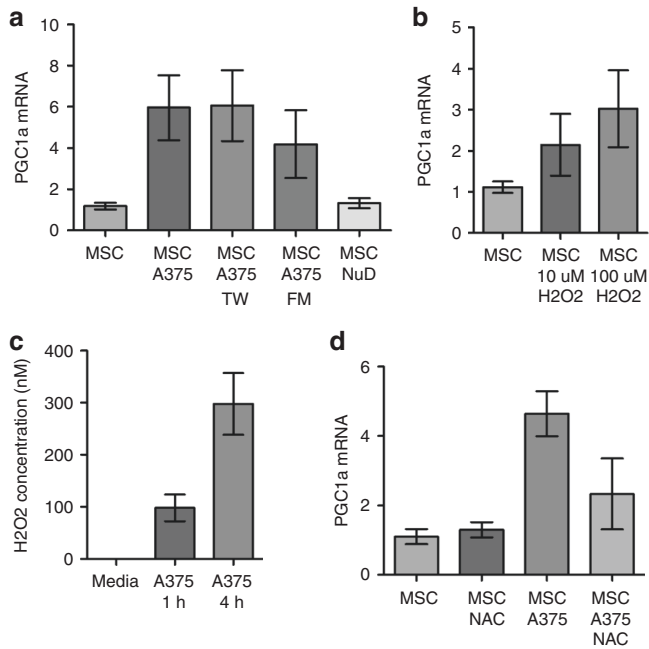 a
PGC1a mRNA
10
8
6
4
2
0
MSC
MSC
A375
MSC
A375
TW
MSC
A375
FM
MSC
NuD
b
PGC1a mRNA
5
4
3
2
1
0
MSC
MSC
10 uM
H2O2
MSC
100 uM
H2O2
c
H2O2 concentration (nM)
400
300
200
100
0
Media
A375
1 h
A375
4 h
d
PGC1a mRNA
6
4
2
0
MSC
MSC
NAC
MSC
A375
MSC
A375
NAC